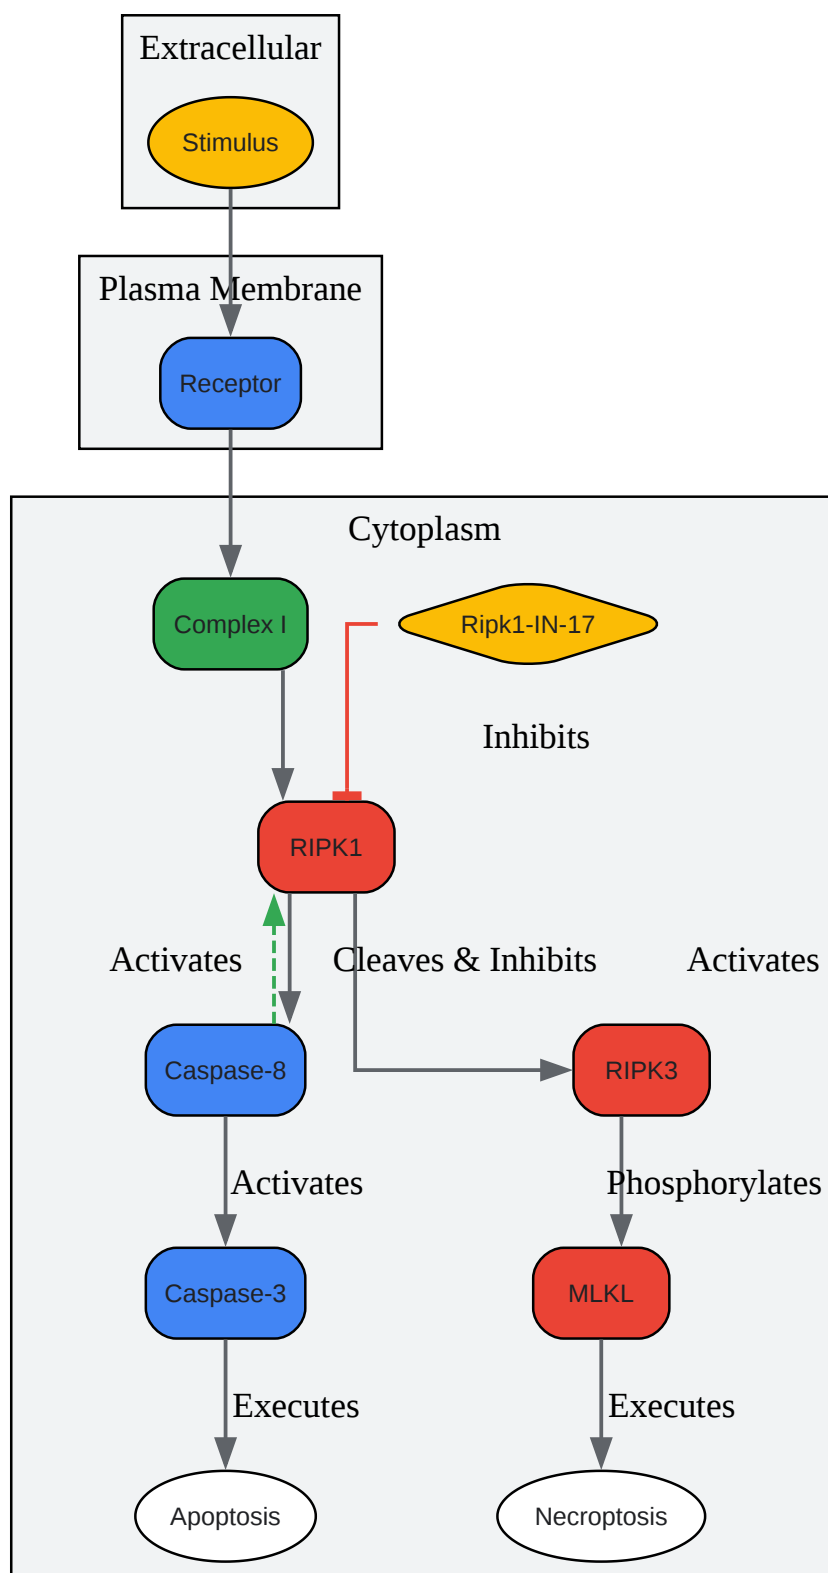 Extracellular
Stimulus
Plasma Membrane
Receptor
Cytoplasm
Complex I
Ripk1-IN-17
Inhibits
RIPK1
Activates
Cleaves & Inhibits
Activates
Caspase-8
RIPK3
Activates
Phosphorylates
Caspase-3
MLKL
Executes
Executes
Apoptosis
Necroptosis